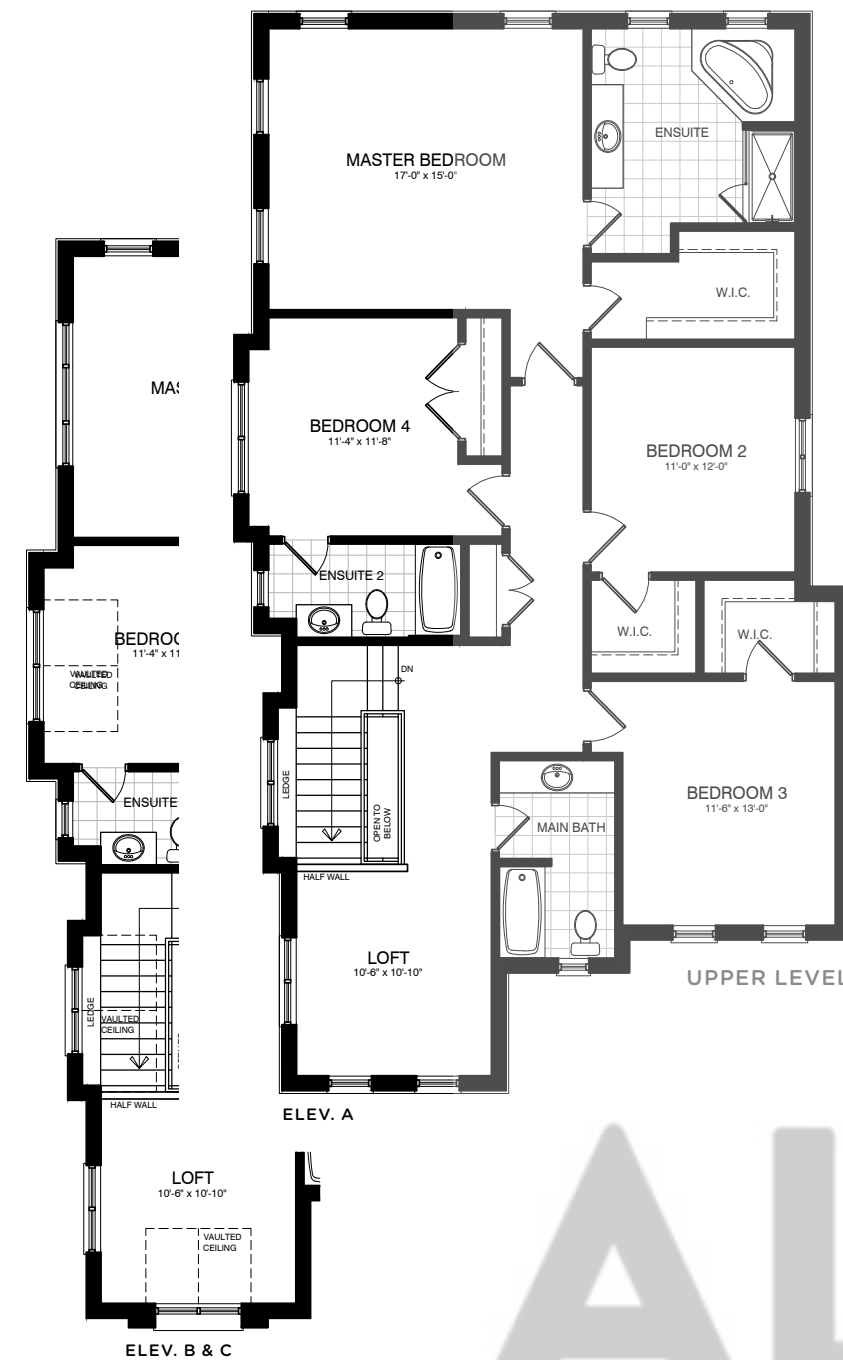 MASTER BEDROOM
17'-0" x 15'-0"
ENSUITE
W.I.C.
BEDROOM 4
11'-4" x 11'-8"
BEDROOM 2
11'-0" x 12'-0"
ENSUITE 2
W.I.C.
W.I.C.
DN
LEDGE
OPEN TO
BELOW
HALF WALL
BEDROOM 3
11'-6" x 13'-0"
MAIN BATH
LOFT
10'-6" x 10'-10"
UPPER LEVEL
ELEV. A
MAS
BEDROO
11'-4" x 11
VAULTED
CEILING
ENSUITE
LEDGE
VAULTED
CEILING
HALF WALL
LOFT
10'-6" x 10'-10"
VAULTED
CEILING
ELEV. B & C